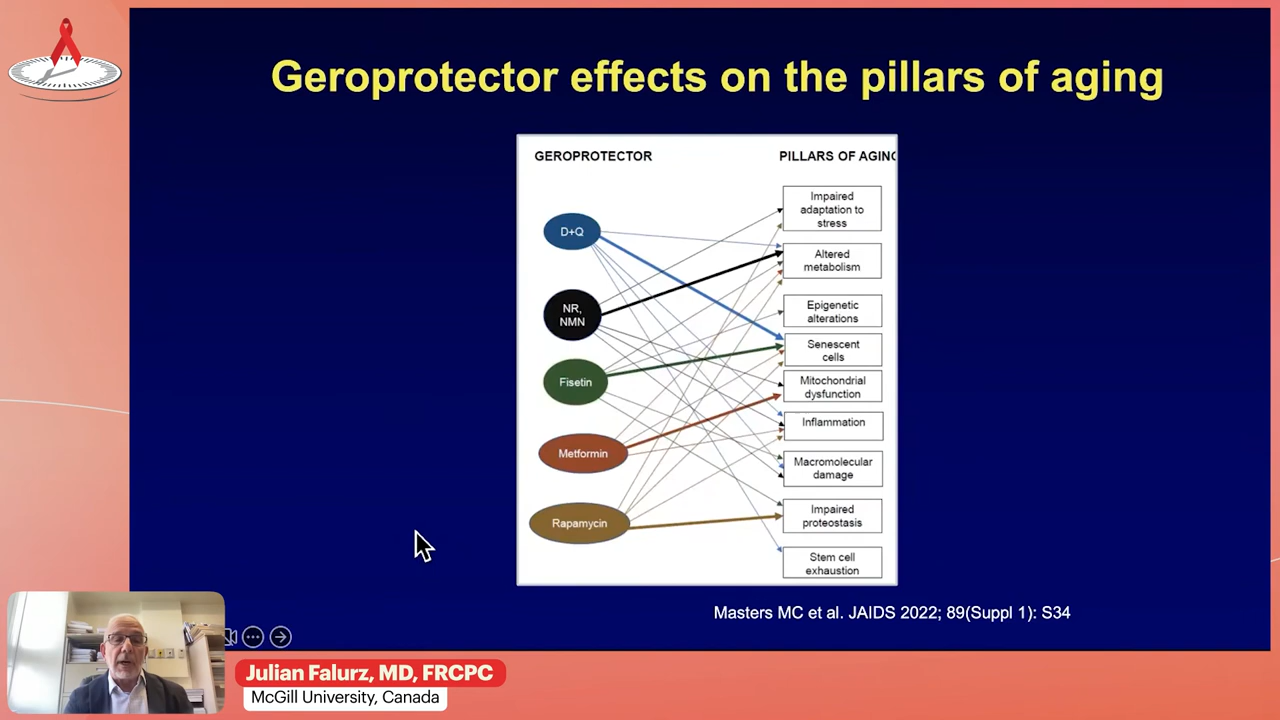 Geroprotector effects on the pillars of aging
GEROPROTECTOR
PILLARS OF AGING
D+Q
NR,
NMN
Fisetin
Metformin
Rapamycin
Impaired
adaptation to
stress
Altered
metabolism
Epigenetic
alterations
Senescent
cells
Mitochondrial
dysfunction
Inflammation
Macromolecular
damage
Impaired
proteostasis
Stem cell
exhaustion
Masters MC et al. JAIDS 2022; 89(Suppl 1): S34
Julian Falurz, MD, FRCPC
McGill University, Canada